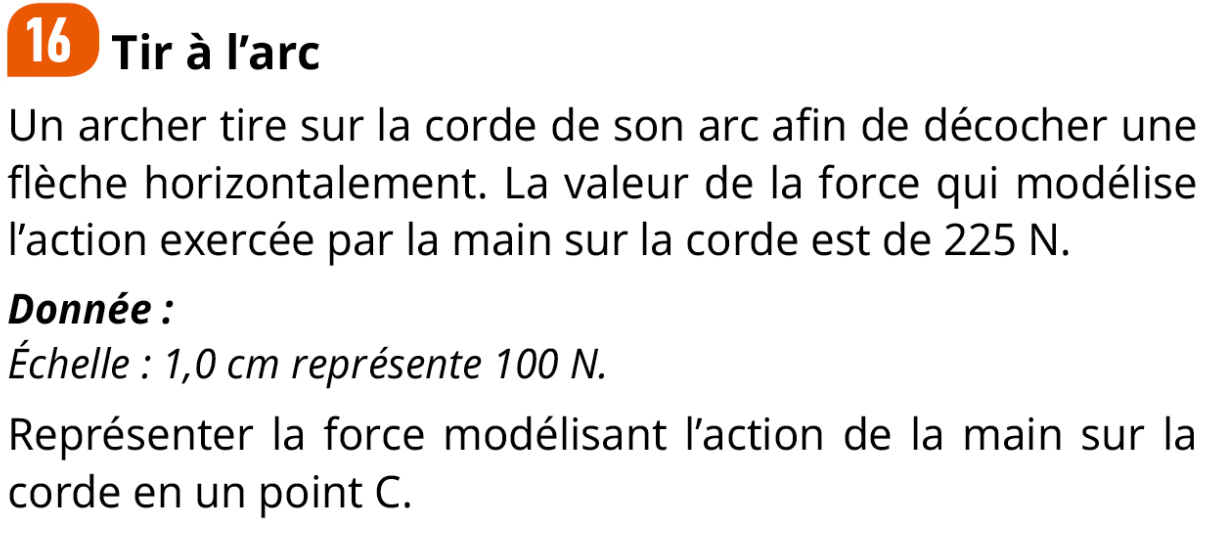 16 Tir à l’arc
Un archer tire sur la corde de son arc afin de décocher une
flèche horizontalement. La valeur de la force qui modélise
l’action exercée par la main sur la corde est de 225 N.
Donnée :
Échelle : 1,0 cm représente 100 N.
Représenter la force modélisant l’action de la main sur la
corde en un point C.